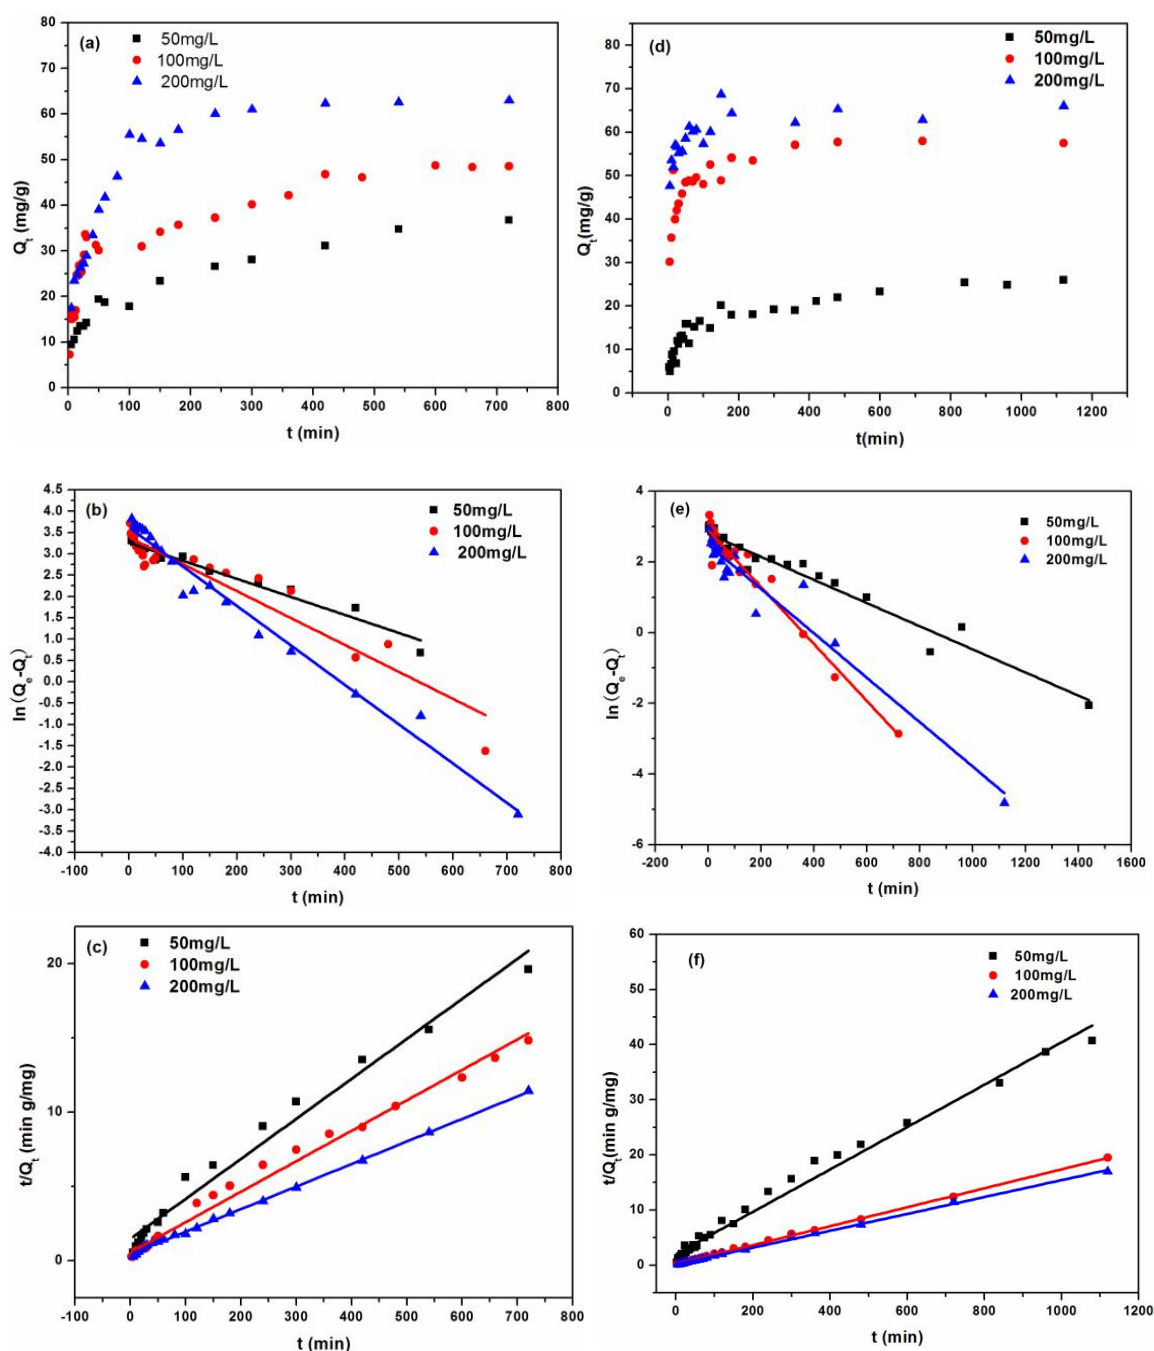 (a)
50mg/L
100mg/L
200mg/L
80
70
60
50
40
30
20
10
0
Qt (mg/g)
0 100 200 300 400 500 600 700 800
t (min)
(d)
50mg/L
100mg/L
200mg/L
80
70
60
50
40
30
20
10
0
Qt(mg/g)
0 200 400 600 800 1000 1200
t(min)
(b)
50mg/L
100mg/L
200mg/L
4.5
4.0
3.5
3.0
2.5
2.0
1.5
1.0
0.5
0.0
-0.5
-1.0
-1.5
-2.0
-2.5
-3.0
-3.5
-4.0
ln(Qe-Qt)
-100 0 100 200 300 400 500 600 700 800
t (min)
(e)
50mg/L
100mg/L
200mg/L
4
2
0
-2
-4
-6
ln(Qe-Qt)
-200 0 200 400 600 800 1000 1200 1400 1600
t (min)
(c)
50mg/L
100mg/L
200mg/L
20
10
0
t/Qt (min g/mg)
-100 0 100 200 300 400 500 600 700 800
t (min)
(f)
50mg/L
100mg/L
200mg/L
60
50
40
30
20
10
0
t/Qt(min g/mg)
0 200 400 600 800 1000 1200
t (min)